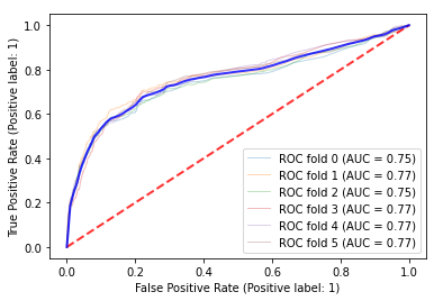 1.0
0.8
0.6
0.4
0.2
0.0
True Positive Rate (Positive label: 1)
ROC fold 0 (AUC = 0.75)
ROC fold 1 (AUC = 0.77)
ROC fold 2 (AUC = 0.75)
ROC fold 3 (AUC = 0.77)
ROC fold 4 (AUC = 0.77)
ROC fold 5 (AUC = 0.77)
0.0 0.2 0.4 0.6 0.8 1.0
False Positive Rate (Positive label: 1)